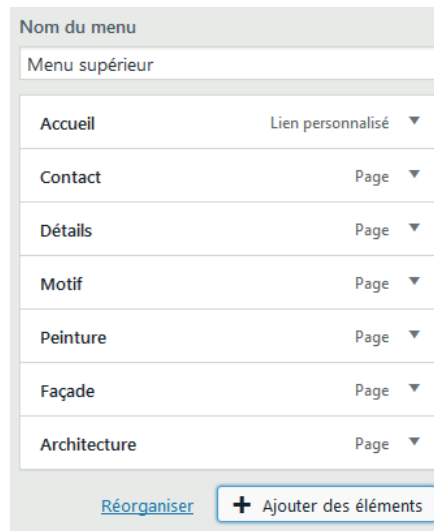 Nom du menu
Menu supérieur
Accueil Lien personnalisé
Contact Page
Détails Page
Motif Page
Peinture Page
Façade Page
Architecture Page
Réorganiser + Ajouter des éléments